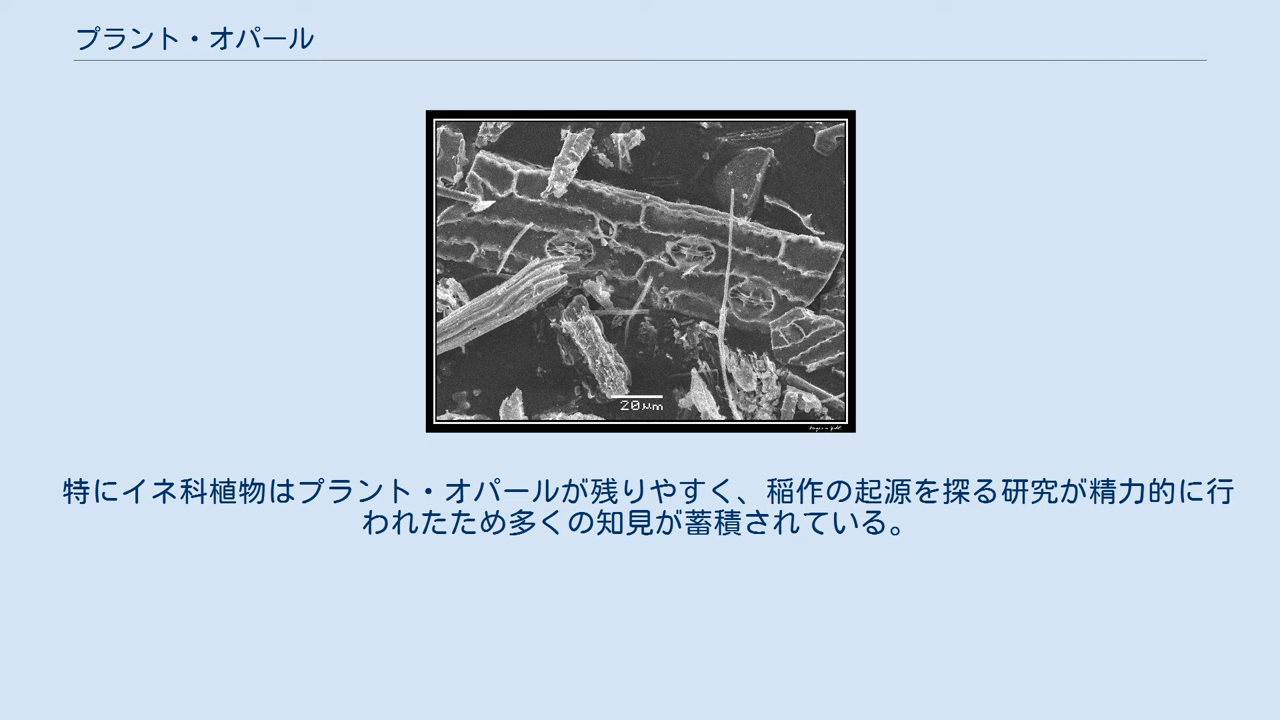 プラント・オパール
20μm
特にイネ科植物はプラント・オパールが残りやすく、稲作の起源を探る研究が精力的に行
われたため多くの知見が蓄積されている。